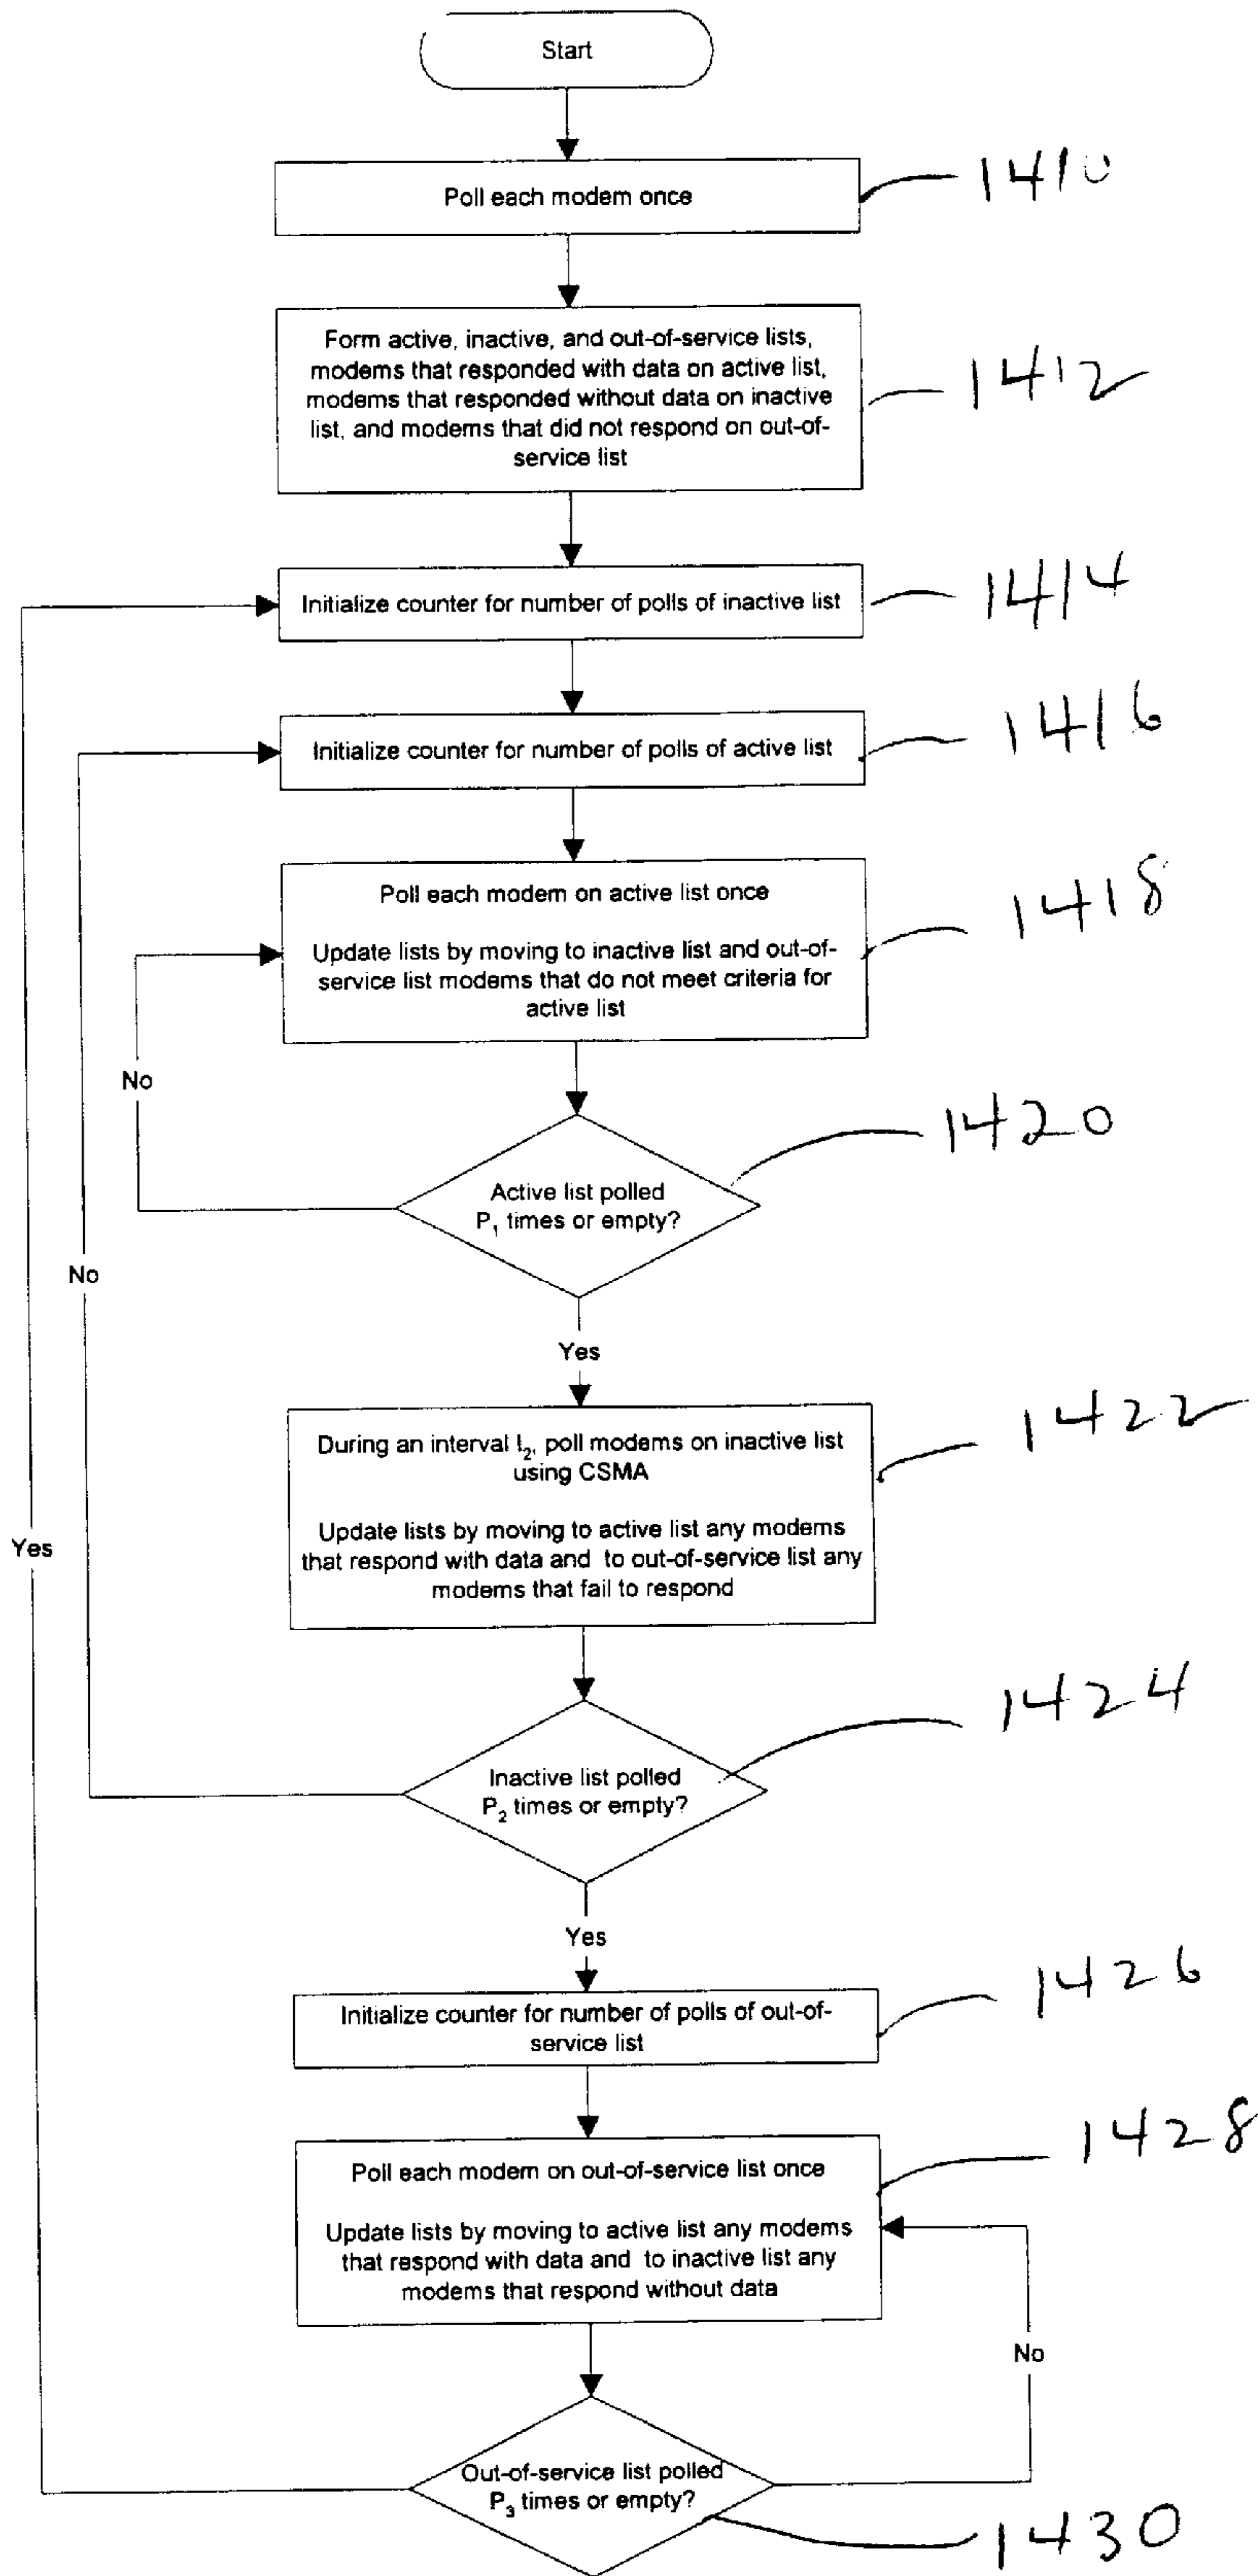 Start
Poll each modem once
1410
Form active, inactive, and out-of-service lists,
modems that responded with data on active list,
modems that responded without data on inactive
list, and modems that did not respond on out-of-
service list
1412
Initialize counter for number of polls of inactive list
1414
Initialize counter for number of polls of active list
1416
Poll each modem on active list once
Update lists by moving to inactive list and out-of-
service list modems that do not meet criteria for
active list
1418
No
Active list polled
P₁ times or empty?
1420
No
Yes
During an interval I₂, poll modems on inactive list
using CSMA
Update lists by moving to active list any modems
that respond with data and to out-of-service list any
modems that fail to respond
1422
Yes
Inactive list polled
P₂ times or empty?
1424
Yes
Initialize counter for number of polls of out-of-
service list
1426
Poll each modem on out-of-service list once
Update lists by moving to active list any modems
that respond with data and to inactive list any
modems that respond without data
1428
No
Out-of-service list polled
P₃ times or empty?
1430